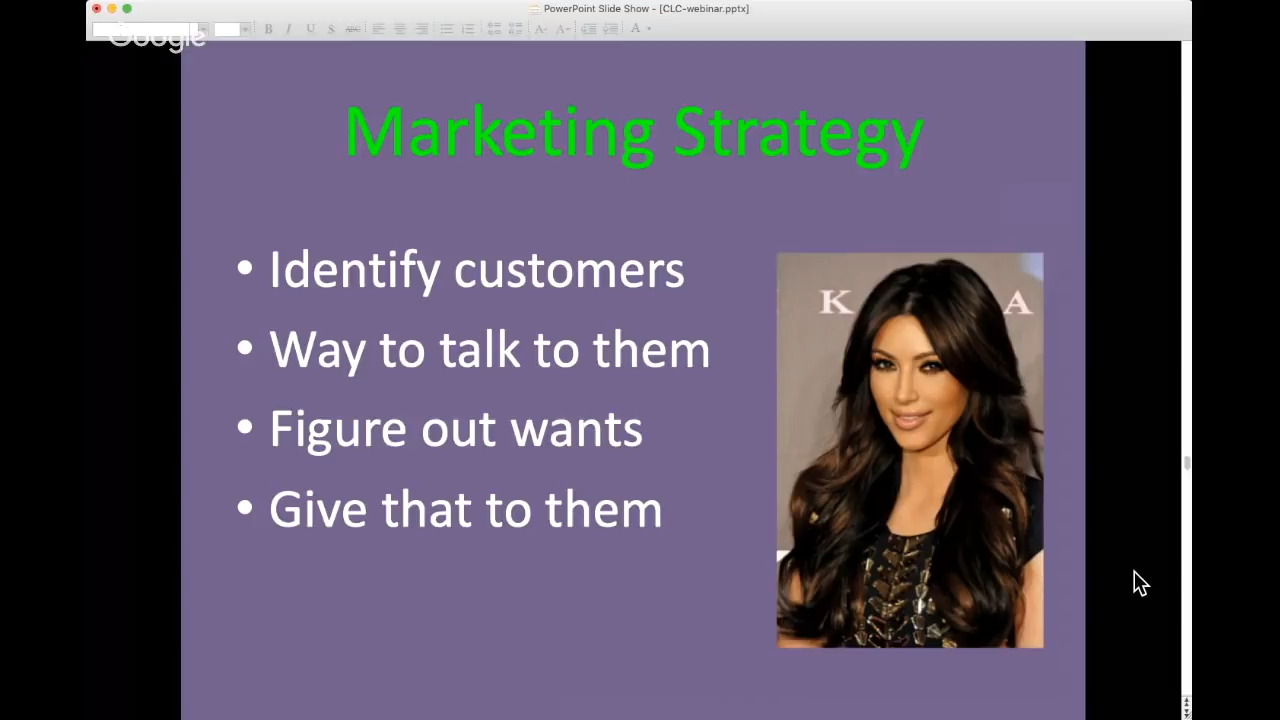 PowerPoint Slide Show - [CLC-webinar.pptx]
Google
Marketing Strategy
• Identify customers
• Way to talk to them
• Figure out wants
• Give that to them
K A